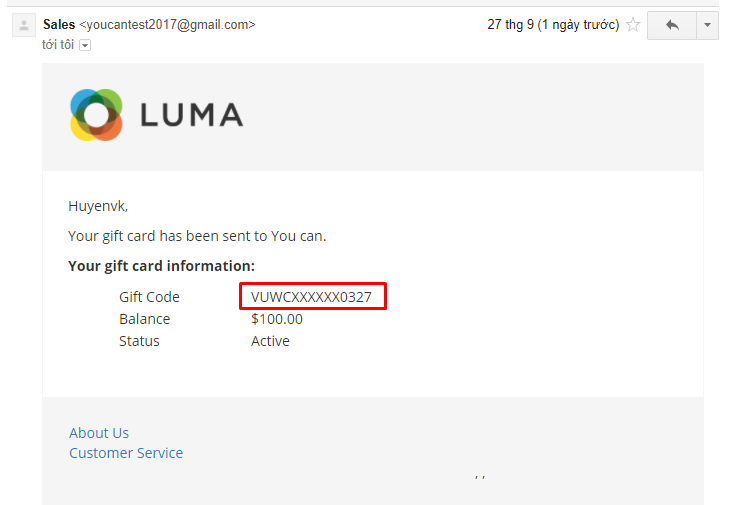 Sales <youcantest2017@gmail.com> 27 thg 9 (1 ngày trước)
tới tôi
LUMA
Huyenvk,
Your gift card has been sent to You can.
Your gift card information:
Gift Code VUWCXXXXXX0327
Balance $100.00
Status Active
About Us
Customer Service
, ,